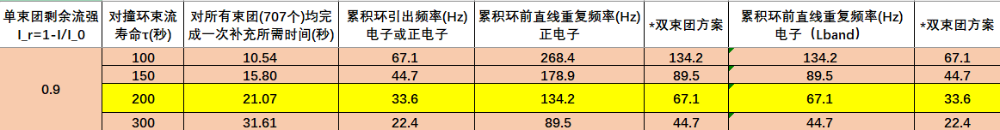 单束团剩余流强 对撞环束流 对所有束团(707个)均完 累积环引出频率(Hz) 累积环前直线重复频率(Hz) *双束团方案 累积环前直线重复频率(Hz) *双束团方案
I_r=1-I/I_0 寿命τ(秒) 成一次补充所需时间(秒) 电子或正电子 正电子 电子（Lband）
0.9
100 10.54 67.1 268.4 134.2 134.2 67.1
150 15.80 44.7 178.9 89.5 89.5 44.7
200 21.07 33.6 134.2 67.1 67.1 33.6
300 31.61 22.4 89.5 44.7 44.7 22.4